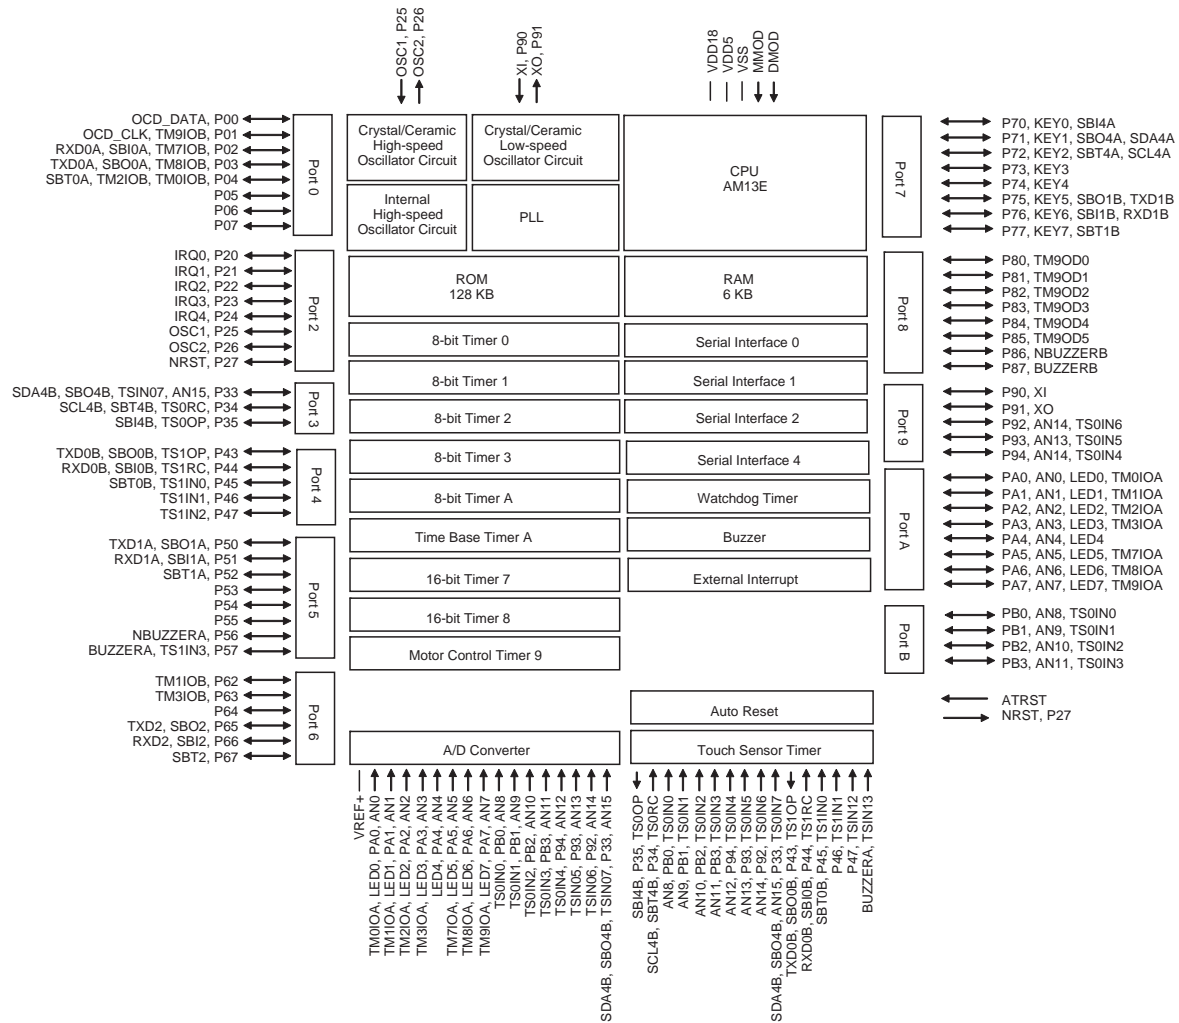 OSC1, P25
OSC2, P26
XI, P90
XO, P91
VDD18
VDD5
VSS
MMOD
DMOD
OCD_DATA, P00
OCD_CLK, TM9IOB, P01
RXD0A, SBI0A, TM7IOB, P02
TXD0A, SBO0A, TM8IOB, P03
SBT0A, TM2IOB, TM0IOB, P04
P05
P06
P07
Port 0
IRQ0, P20
IRQ1, P21
IRQ2, P22
IRQ3, P23
IRQ4, P24
OSC1, P25
OSC2, P26
NRST, P27
Port 2
SDA4B, SBO4B, TSIN07, AN15, P33
SCL4B, SBT4B, TS0RC, P34
SBI4B, TS0OP, P35
Port 3
TXD0B, SBO0B, TS1OP, P43
RXD0B, SBI0B, TS1RC, P44
SBT0B, TS1IN0, P45
TS1IN1, P46
TS1IN2, P47
Port 4
TXD1A, SBO1A, P50
RXD1A, SBI1A, P51
SBT1A, P52
P53
P54
P55
NBUZZERA, P56
BUZZERA, TS1IN3, P57
Port 5
TM1IOB, P62
TM3IOB, P63
P64
TXD2, SBO2, P65
RXD2, SBI2, P66
SBT2, P67
Port 6
Crystal/Ceramic
High-speed
Oscillator Circuit
Crystal/Ceramic
Low-speed
Oscillator Circuit
Internal
High-speed
Oscillator Circuit
PLL
CPU
AM13E
ROM
128 KB
RAM
6 KB
8-bit Timer 0
Serial Interface 0
8-bit Timer 1
Serial Interface 1
8-bit Timer 2
Serial Interface 2
8-bit Timer 3
Serial Interface 4
8-bit Timer A
Watchdog Timer
Time Base Timer A
Buzzer
16-bit Timer 7
External Interrupt
16-bit Timer 8
Motor Control Timer 9
Auto Reset
A/D Converter
Touch Sensor Timer
Port 7
P70, KEY0, SBI4A
P71, KEY1, SBO4A, SDA4A
P72, KEY2, SBT4A, SCL4A
P73, KEY3
P74, KEY4
P75, KEY5, SBO1B, TXD1B
P76, KEY6, SBI1B, RXD1B
P77, KEY7, SBT1B
Port 8
P80, TM9OD0
P81, TM9OD1
P82, TM9OD2
P83, TM9OD3
P84, TM9OD4
P85, TM9OD5
P86, NBUZZERB
P87, BUZZERB
Port 9
P90, XI
P91, XO
P92, AN14, TS0IN6
P93, AN13, TS0IN5
P94, AN14, TS0IN4
Port A
PA0, AN0, LED0, TM0IOA
PA1, AN1, LED1, TM1IOA
PA2, AN2, LED2, TM2IOA
PA3, AN3, LED3, TM3IOA
PA4, AN4, LED4
PA5, AN5, LED5, TM7IOA
PA6, AN6, LED6, TM8IOA
PA7, AN7, LED7, TM9IOA
Port B
PB0, AN8, TS0IN0
PB1, AN9, TS0IN1
PB2, AN10, TS0IN2
PB3, AN11, TS0IN3
ATRST
NRST, P27
VREF+
TM0IOA, LED0, PA0, AN0
TM1IOA, LED1, PA1, AN1
TM2IOA, LED2, PA2, AN2
TM3IOA, LED3, PA3, AN3
LED4, PA4, AN4
TM7IOA, LED5, PA5, AN5
TM8IOA, LED6, PA6, AN6
TM9IOA, LED7, PA7, AN7
TS0IN0, PB0, AN8
TS0IN1, PB1, AN9
TS0IN2, PB2, AN10
TS0IN3, PB3, AN11
TS0IN4, P94, AN12
TSIN05, P93, AN13
TSIN06, P92, AN14
SDA4B, SBO4B, TSIN07, P33, AN15
SBI4B, P35, TS0OP
SCL4B, SBT4B, P34, TS0RC
AN8, PB0, TS0IN0
AN9, PB1, TS0IN1
AN10, PB2, TS0IN2
AN11, PB3, TS0IN3
AN12, P94, TS0IN4
AN13, P93, TS0IN5
AN14, P92, TS0IN6
SDA4B, SBO4B, AN15, P33, TS0IN7
TXD0B, SBO0B, P43, TS1OP
RXD0B, SBI0B, P44, TS1RC
SBT0B, P45, TS1IN0
P46, TS1IN1
P47, TSIN12
BUZZERA, TSIN13